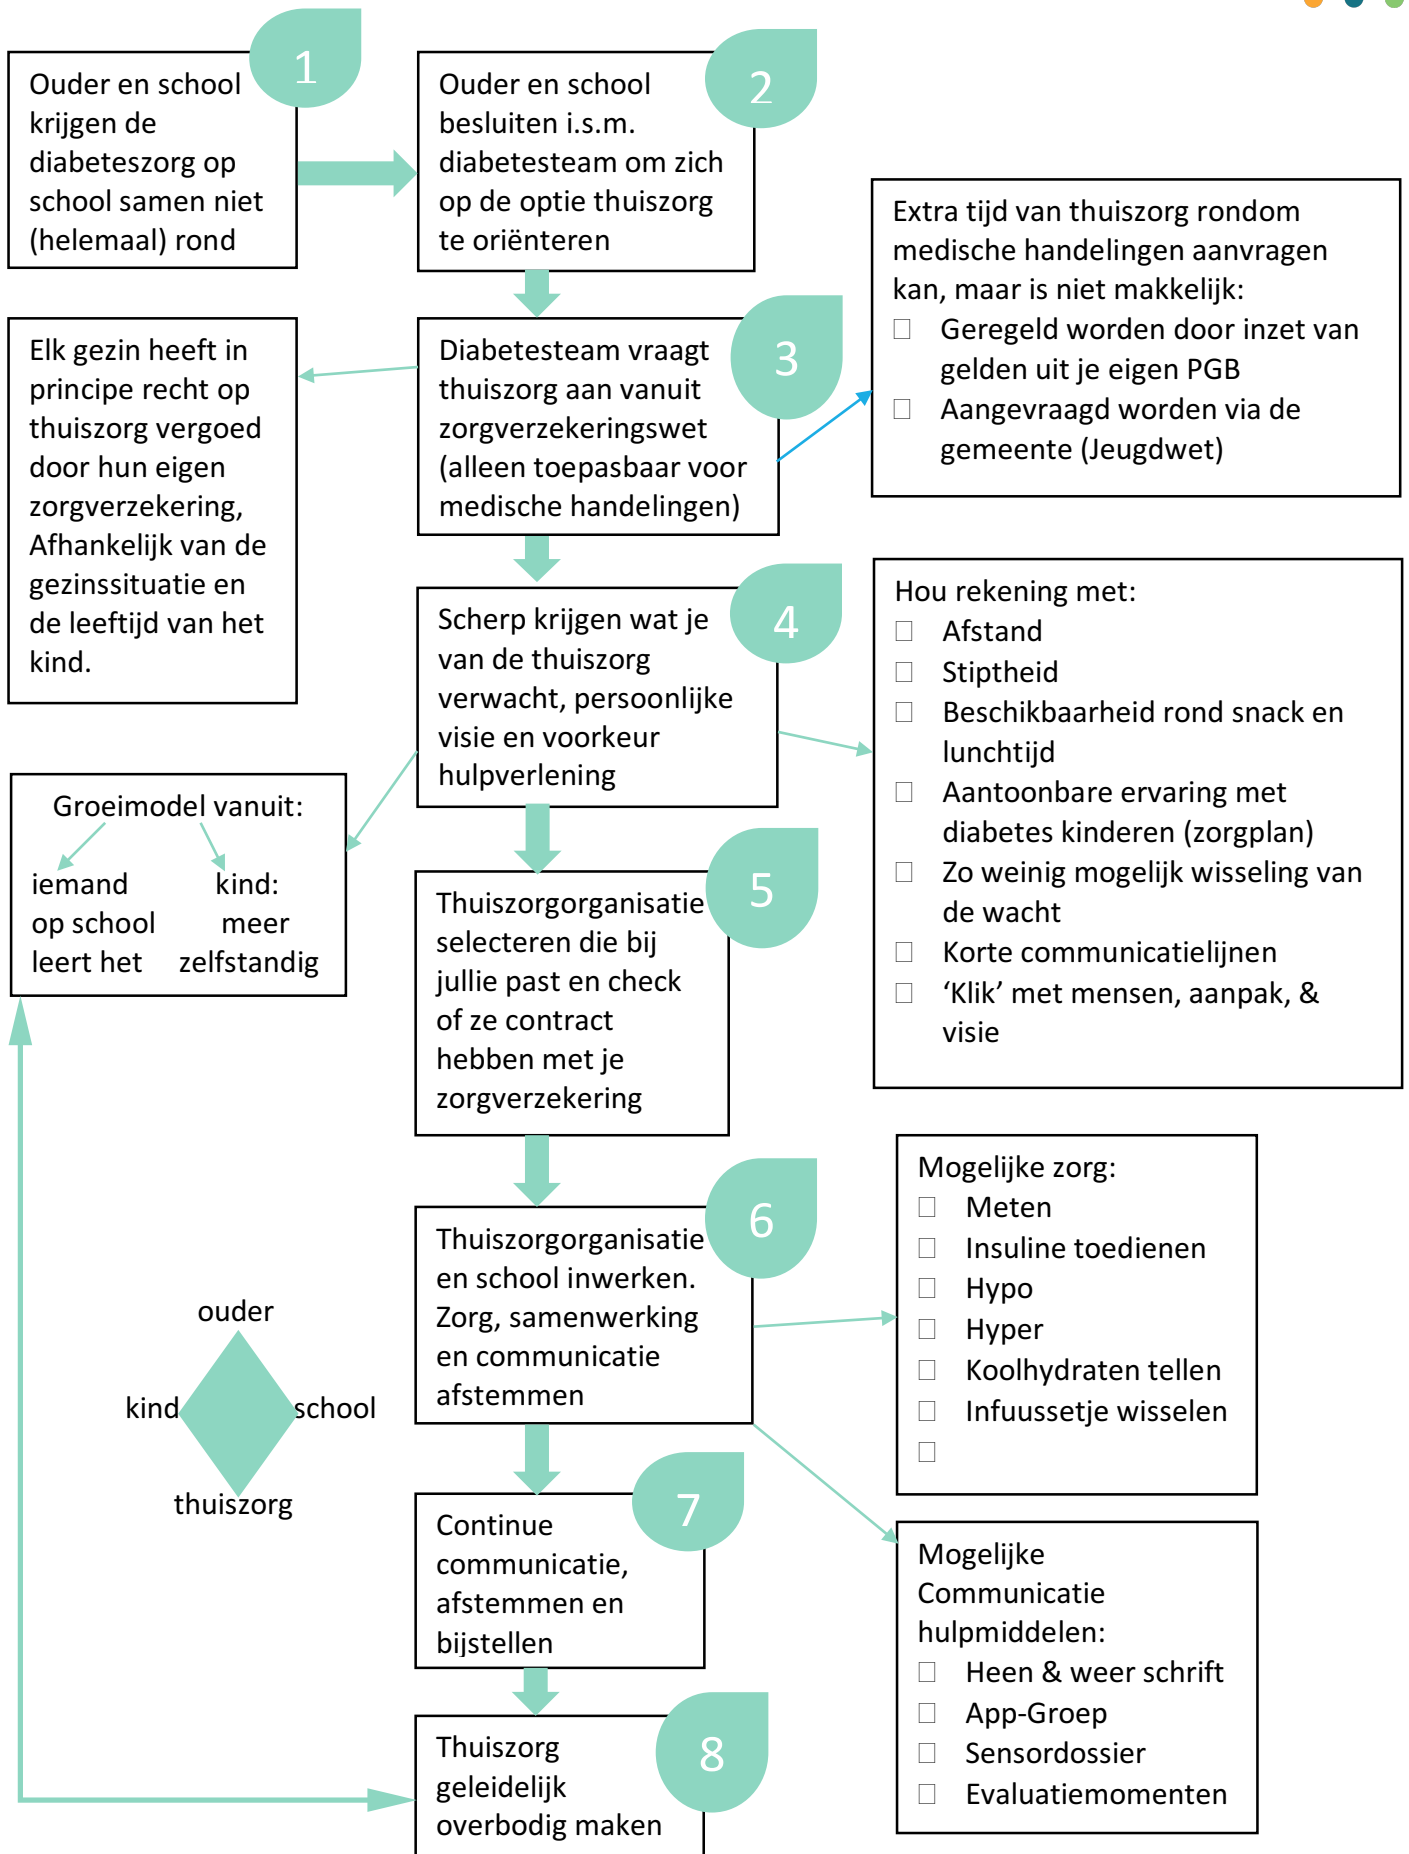 1
Ouder en school
krijgen de
diabeteszorg op
school samen niet
(helemaal) rond
2
Ouder en school
besluiten i.s.m.
diabetesteam om zich
op de optie thuiszorg
te oriënteren
3
Diabetesteam vraagt
thuiszorg aan vanuit
zorgverzekeringswet
(alleen toepasbaar voor
medische handelingen)
Extra tijd van thuiszorg rondom
medische handelingen aanvragen
kan, maar is niet makkelijk:
Geregeld worden door inzet van
gelden uit je eigen PGB
Aangevraagd worden via de
gemeente (Jeugdwet)
Elk gezin heeft in
principe recht op
thuiszorg vergoed
door hun eigen
zorgverzekering,
Afhankelijk van de
gezinssituatie en
de leeftijd van het
kind.
4
Scherp krijgen wat je
van de thuiszorg
verwacht, persoonlijke
visie en voorkeur
hulpverlening
Hou rekening met:
Afstand
Stiptheid
Beschikbaarheid rond snack en
lunchtijd
Aantoonbare ervaring met
diabetes kinderen (zorgplan)
Zo weinig mogelijk wisseling van
de wacht
Korte communicatielijnen
‘Klik’ met mensen, aanpak, &
visie
Groeimodel vanuit:
iemand
op school
leert het
kind:
meer
zelfstandig
5
Thuiszorgorganisatie
selecteren die bij
jullie past en check
of ze contract
hebben met je
zorgverzekering
6
Thuiszorgorganisatie
en school inwerken.
Zorg, samenwerking
en communicatie
afstemmen
Mogelijke zorg:
Meten
Insuline toedienen
Hypo
Hyper
Koolhydraten tellen
Infuussetje wisselen
ouder
kind
school
thuiszorg
7
Continue
communicatie,
afstemmen en
bijstellen
Mogelijke
Communicatie
hulpmiddelen:
Heen & weer schrift
App-Groep
Sensordossier
Evaluatiemomenten
8
Thuiszorg
geleidelijk
overbodig maken